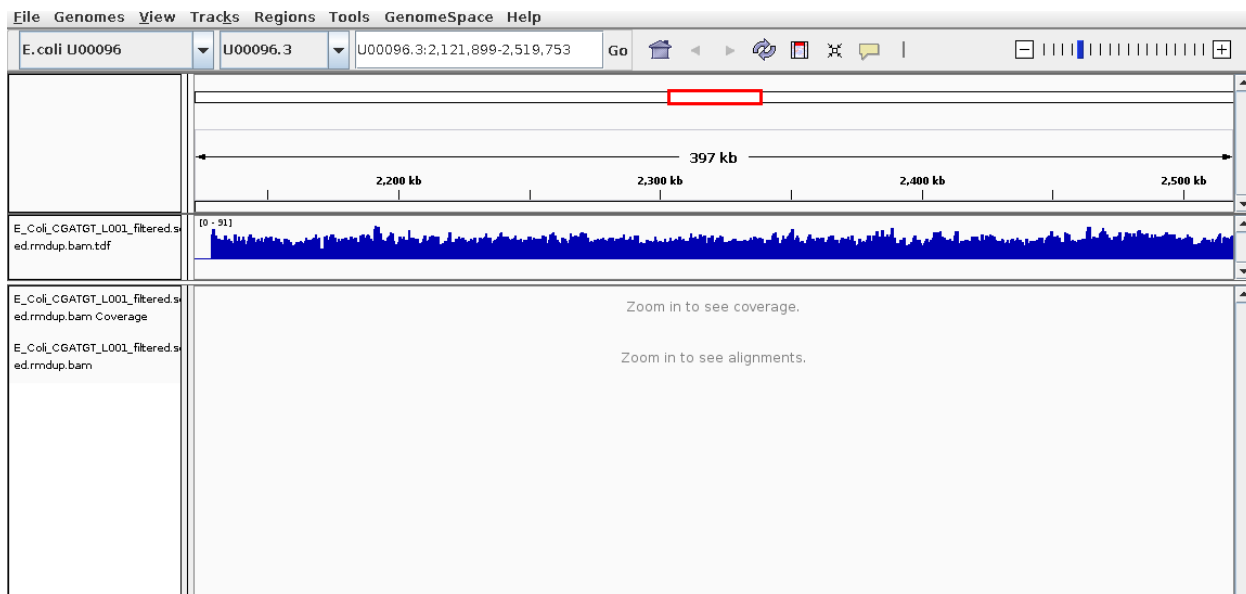 File Genomes View Tracks Regions Tools GenomeSpace Help
E.coli U00096 U00096.3 U00096.3:2,121,899-2,519,753 Go
397 kb
2,200 kb 2,300 kb 2,400 kb 2,500 kb
E_Coli_CGATGT_L001_filtered.s
ed.rmdup.bam.tdf
[0 - 91]
E_Coli_CGATGT_L001_filtered.s
ed.rmdup.bam Coverage
Zoom in to see coverage.
E_Coli_CGATGT_L001_filtered.s
ed.rmdup.bam
Zoom in to see alignments.